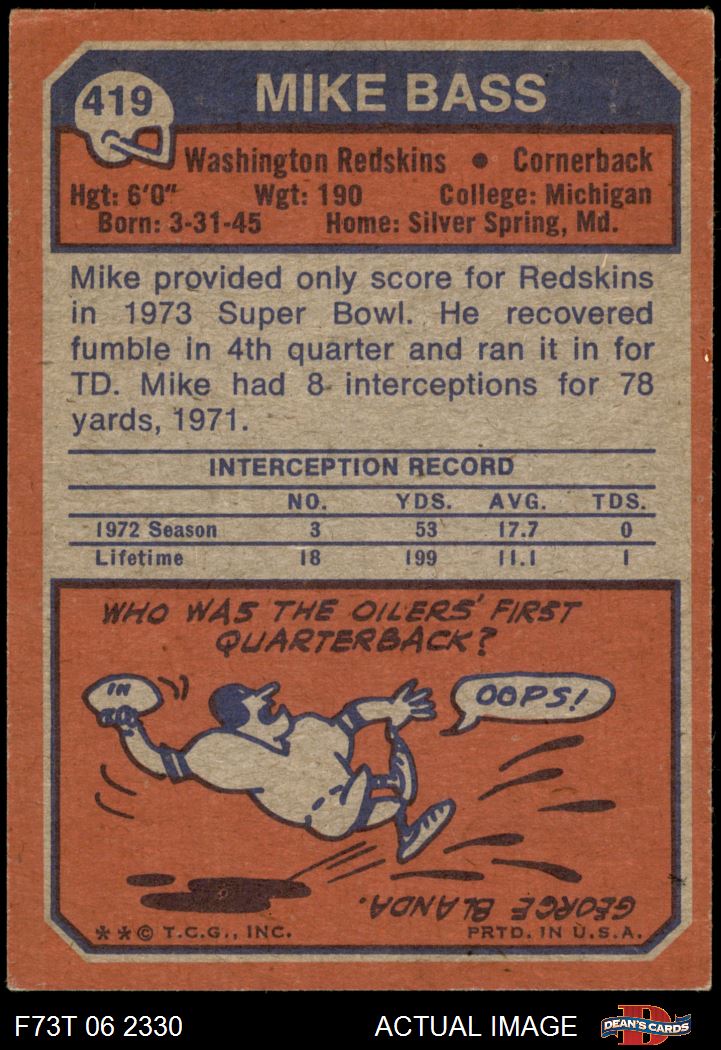 419
MIKE BASS
Washington Redskins • Cornerback
Hgt: 6'0" Wgt: 190 College: Michigan
Born: 3-31-45 Home: Silver Spring, Md.
Mike provided only score for Redskins
in 1973 Super Bowl. He recovered
fumble in 4th quarter and ran it in for
TD. Mike had 8 interceptions for 78
yards, 1971.
INTERCEPTION RECORD
NO. YDS. AVG. TDS.
1972 Season 3 53 17.7 0
Lifetime 18 199 11.1 1
WHO WAS THE OILERS' FIRST
QUARTERBACK?
OOPS!
GEORGE BLANDA.
**© T.C.G., INC. PRTD. IN U.S.A.
F73T 06 2330 ACTUAL IMAGE DEAN'S CARDS